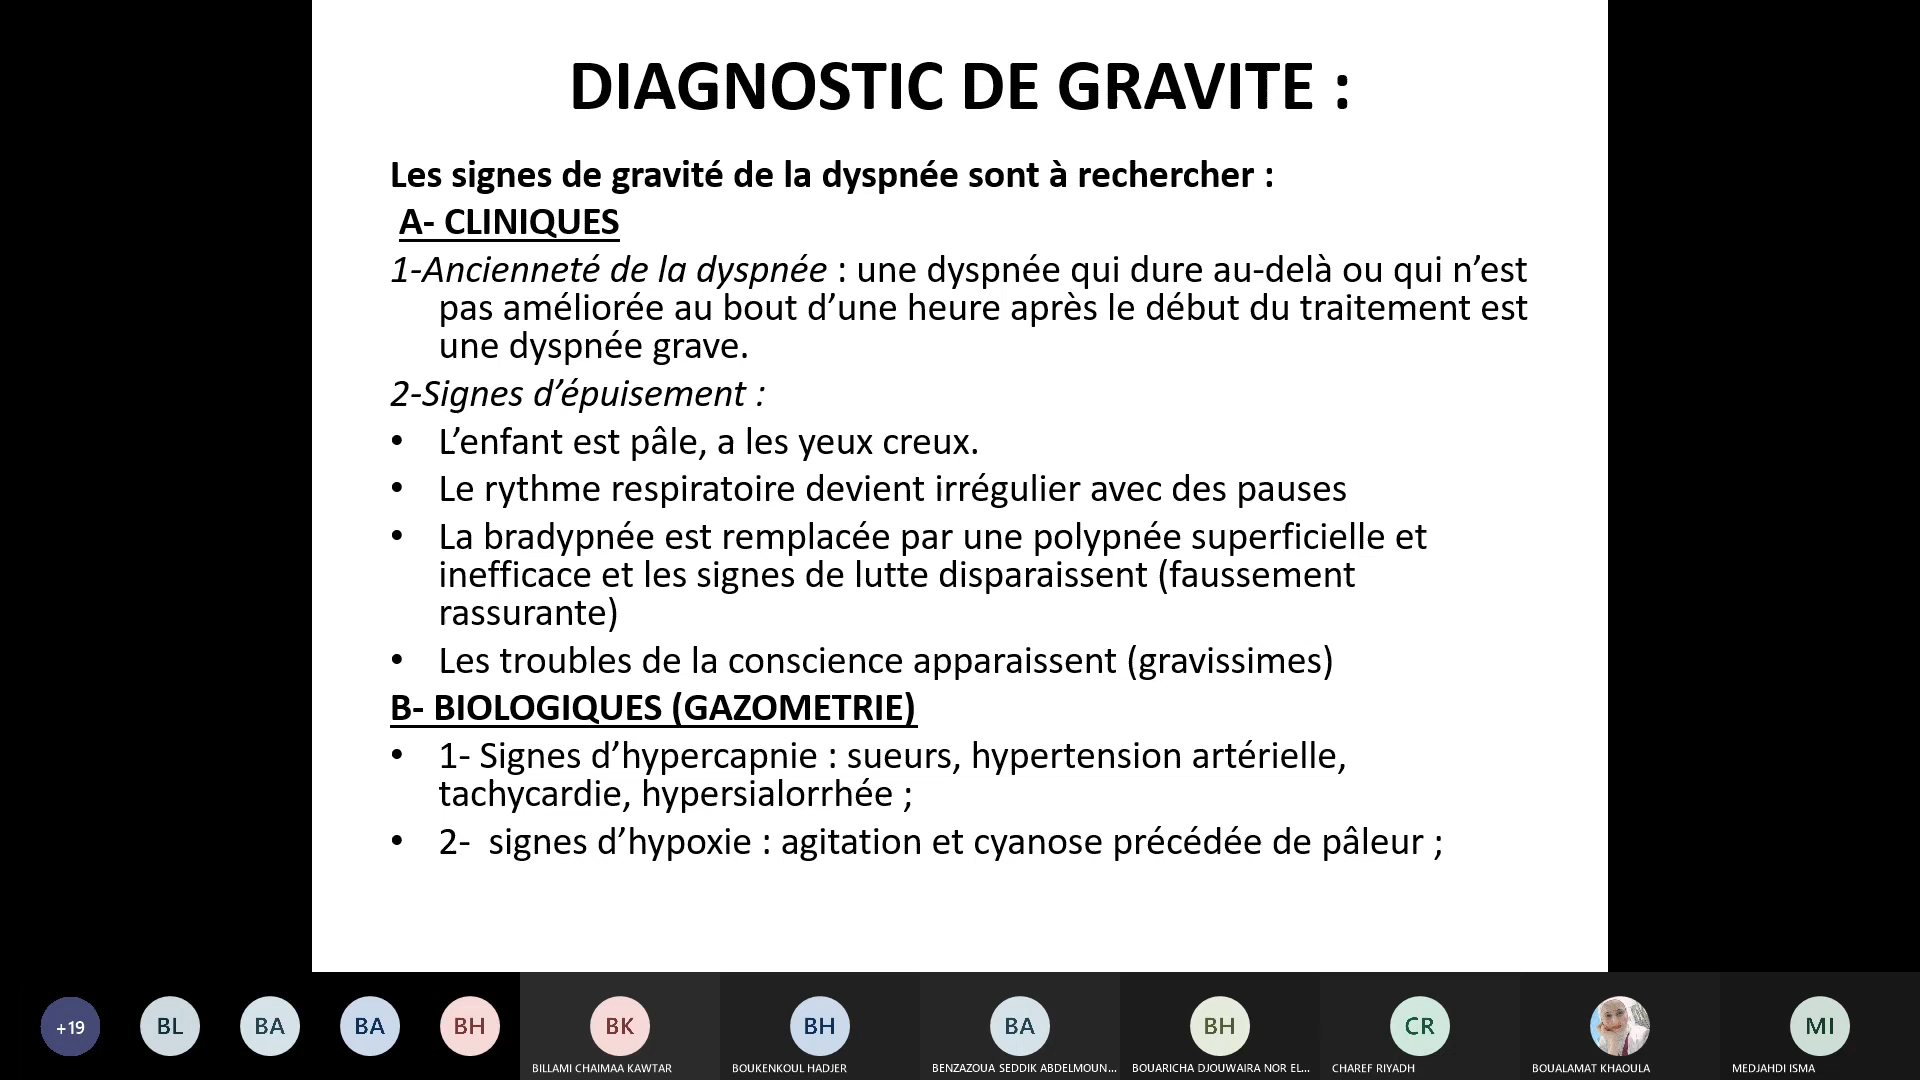 DIAGNOSTIC DE GRAVITE :
Les signes de gravité de la dyspnée sont à rechercher :
A- CLINIQUES
1-Ancienneté de la dyspnée : une dyspnée qui dure au-delà ou qui n’est
pas améliorée au bout d’une heure après le début du traitement est
une dyspnée grave.
2-Signes d’épuisement :
• L’enfant est pâle, a les yeux creux.
• Le rythme respiratoire devient irrégulier avec des pauses
• La bradypnée est remplacée par une polypnée superficielle et
inefficace et les signes de lutte disparaissent (faussement
rassurante)
• Les troubles de la conscience apparaissent (gravissimes)
B- BIOLOGIQUES (GAZOMETRIE)
• 1- Signes d’hypercapnie : sueurs, hypertension artérielle,
tachycardie, hypersialorrhée ;
• 2- signes d’hypoxie : agitation et cyanose précédée de pâleur ;
+19 BL BA BA BH BK BH BA BH CR MI
BILLAMI CHAIMAA KAWTAR BOUKENKOUL HADJER BENZAZOUA SEDDIK ABDELMOUN... BOUARICHA DJOUWAIRA NOR EL... CHAREF RIYADH BOUALAMAT KHAOULA MEDJAHDI ISMA